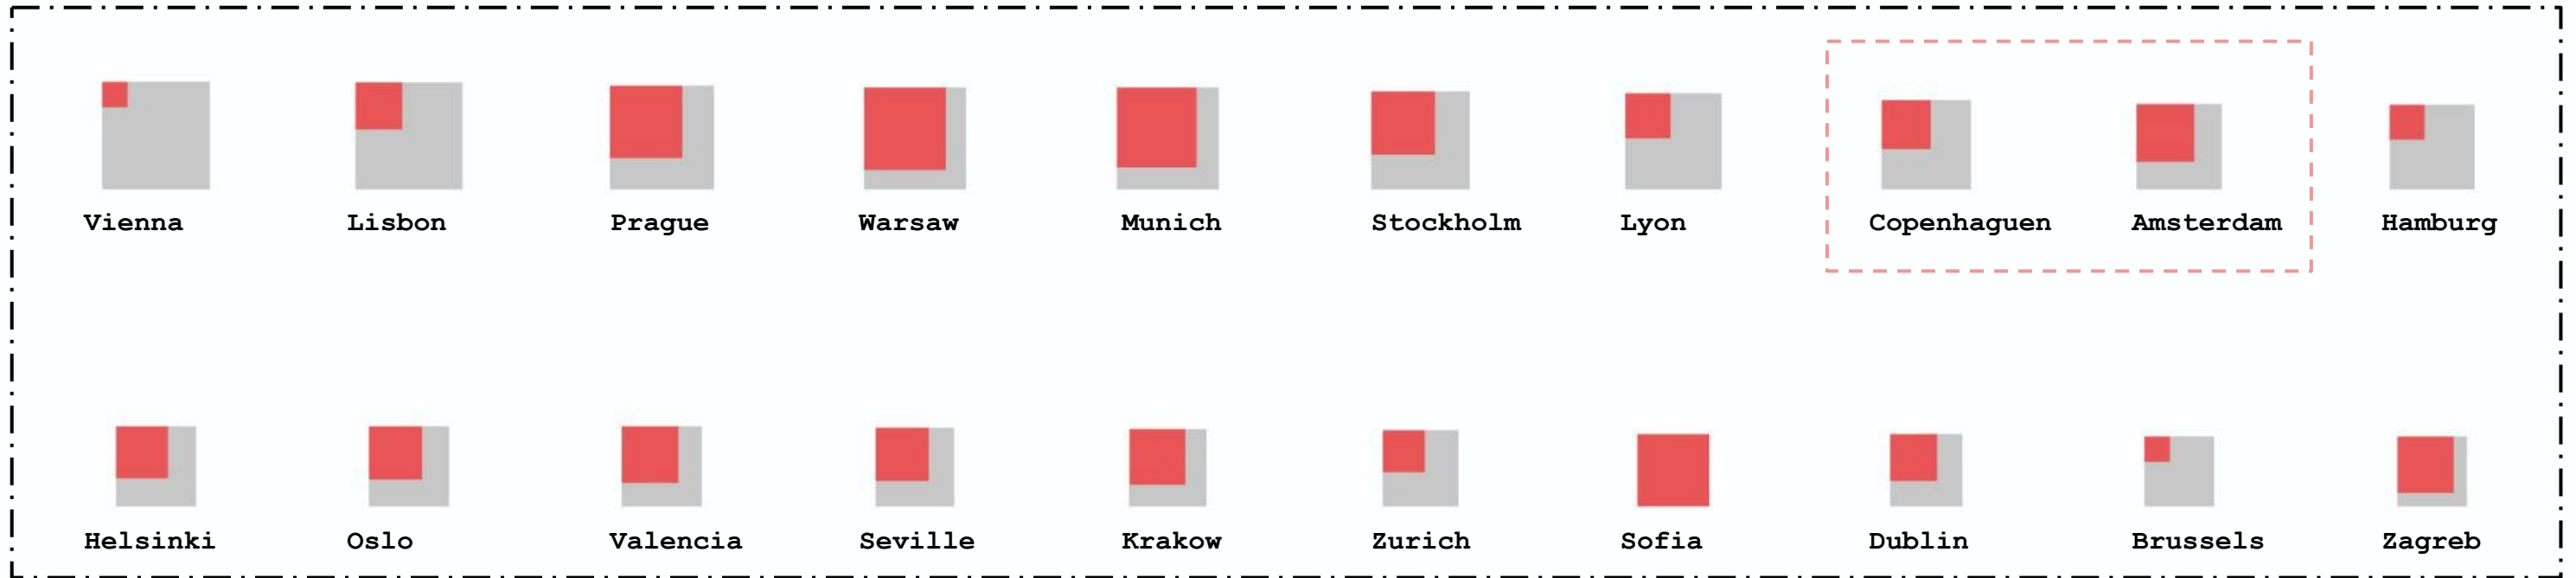 Vienna Lisbon Prague Warsaw Munich Stockholm Lyon Copenhaguen Amsterdam Hamburg
Helsinki Oslo Valencia Seville Krakow Zurich Sofia Dublin Brussels Zagreb